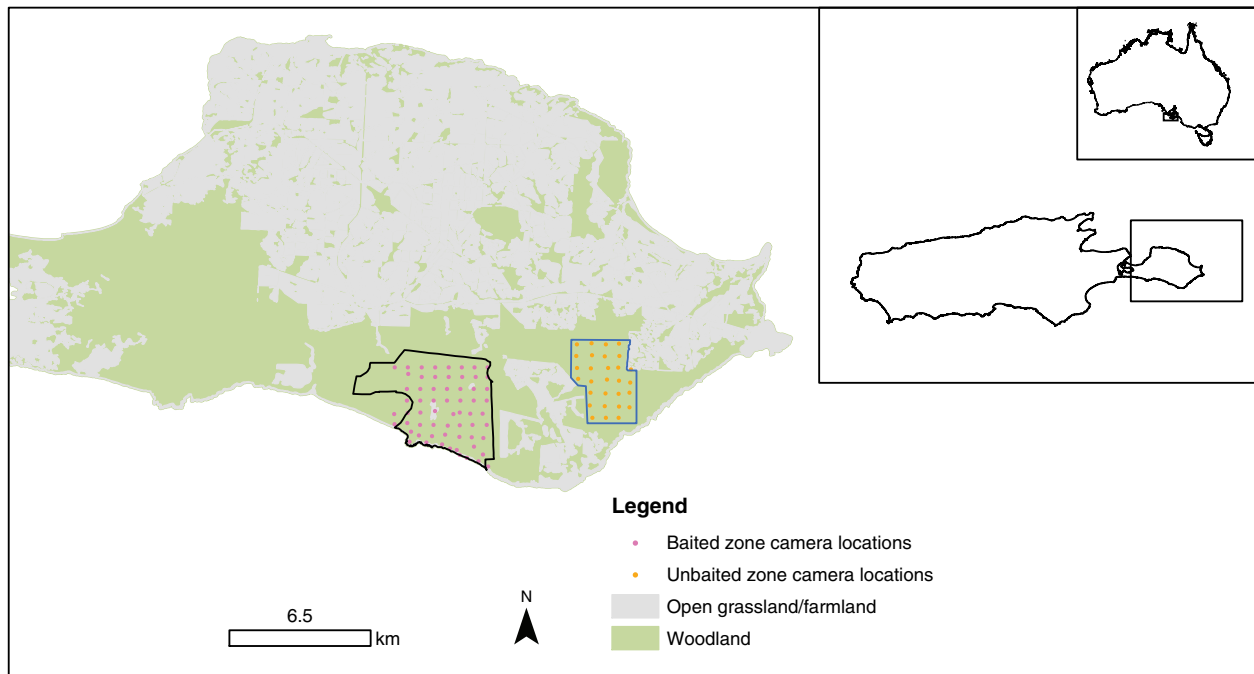 Legend
Baited zone camera locations
Unbaited zone camera locations
Open grassland/farmland
Woodland
N
6.5
km